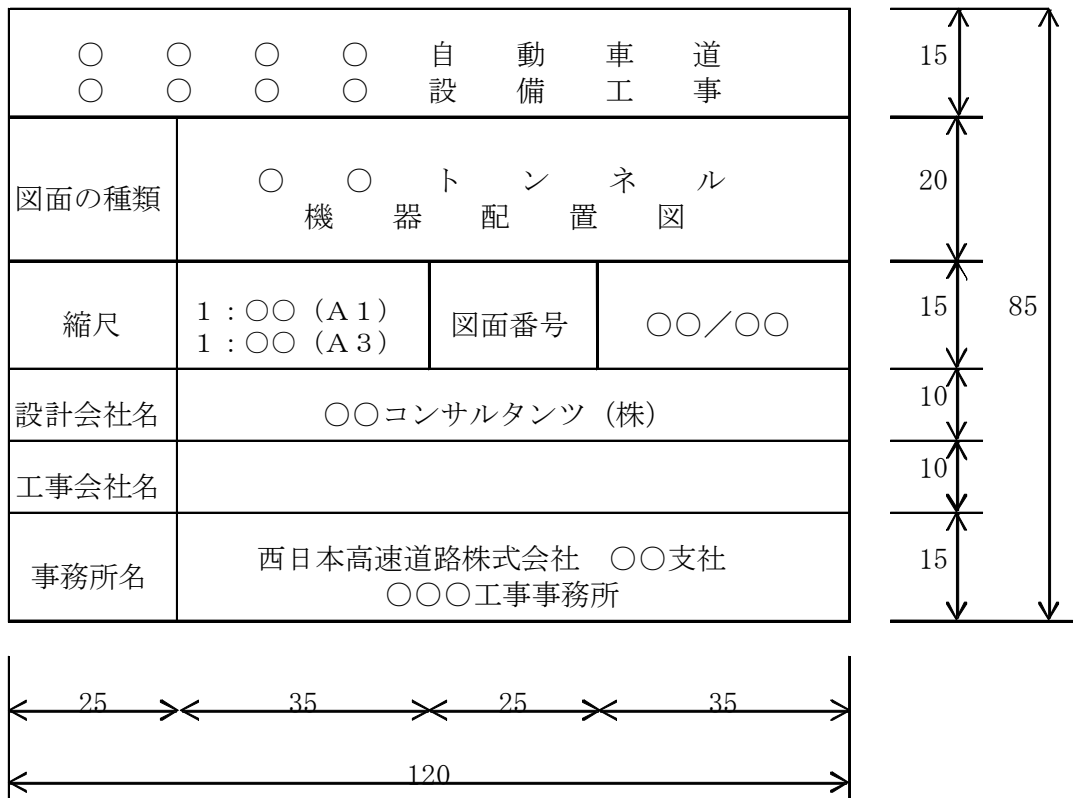 ○　○　○　○　自　動　車　道
○　○　○　○　設　備　工　事
15
図面の種類
○　○　ト　ン　ネ　ル
機　器　配　置　図
20
縮尺
１：○○（Ａ１）
１：○○（Ａ３）
図面番号
○○／○○
15
85
設計会社名
○○コンサルタンツ（株）
10
工事会社名
10
事務所名
西日本高速道路株式会社　○○支社
○○○工事事務所
15
25
35
25
35
120